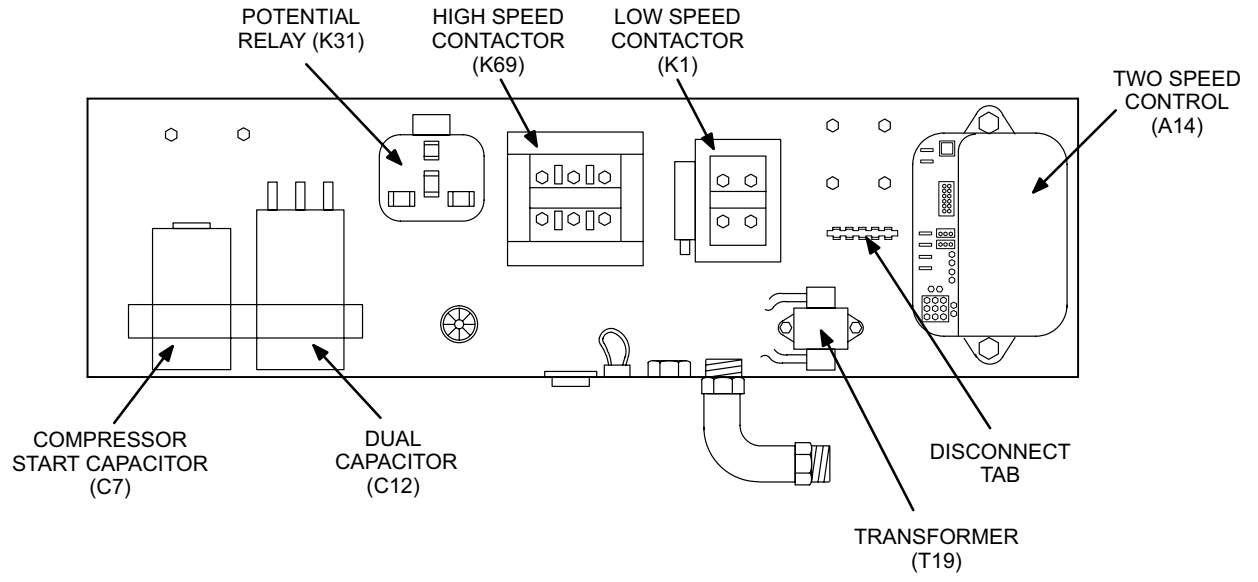 POTENTIAL
RELAY (K31)
HIGH SPEED
CONTACTOR
(K69)
LOW SPEED
CONTACTOR
(K1)
TWO SPEED
CONTROL
(A14)
COMPRESSOR
START CAPACITOR
(C7)
DUAL
CAPACITOR
(C12)
DISCONNECT
TAB
TRANSFORMER
(T19)